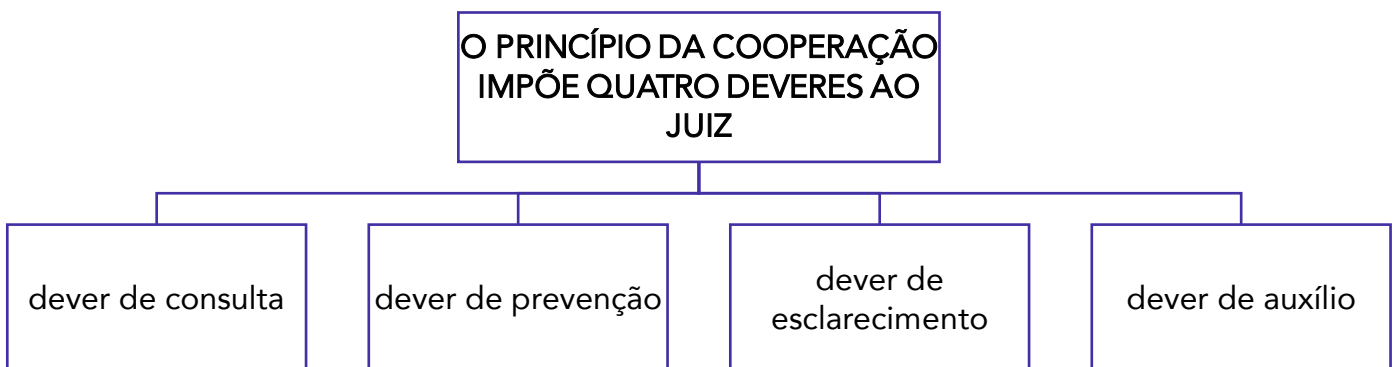 O PRINCÍPIO DA COOPERAÇÃO
IMPÕE QUATRO DEVERES AO
JUIZ
dever de consulta
dever de prevenção
dever de
esclarecimento
dever de auxílio